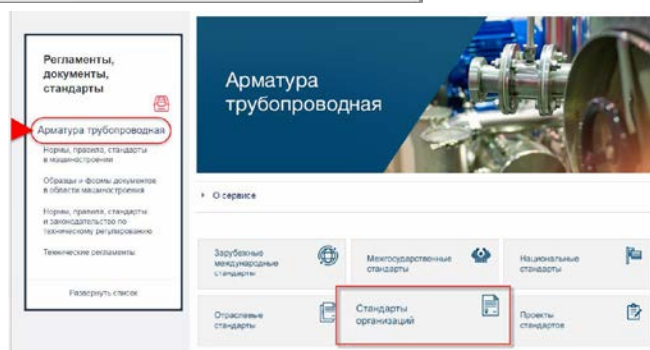 Регламенты,
документы,
стандарты
Арматура трубопроводная
Нормы, правила, стандарты
в машиностроении
Образцы и формы документов
в области машиностроения
Нормы, правила, стандарты
и законодательство по
техническому регулированию
Технические регламенты
Развернуть список
Арматура
трубопроводная
О сервисе
Зарубежные
международные
стандарты
Межгосударственные
стандарты
Национальные
стандарты
Отраслевые
стандарты
Стандарты
организаций
Проекты
стандартов